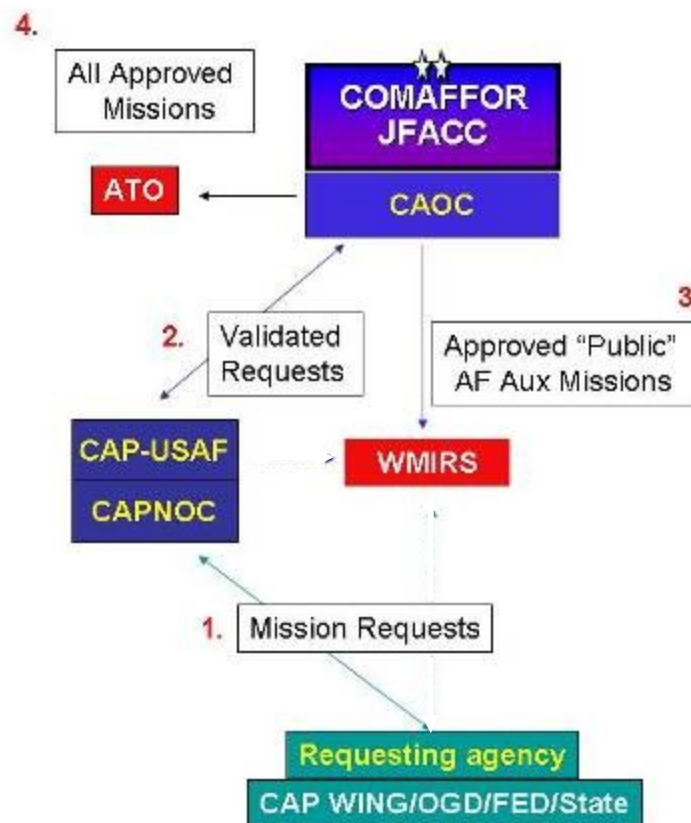 4.
All Approved
Missions
COMAFFOR
JFACC
ATO
CAOC
3
2.
Validated
Requests
Approved “Public”
AF Aux Missions
CAP-USAF
CAPNOC
WMIRS
1.
Mission Requests
Requesting agency
CAP WING/OGD/FED/State